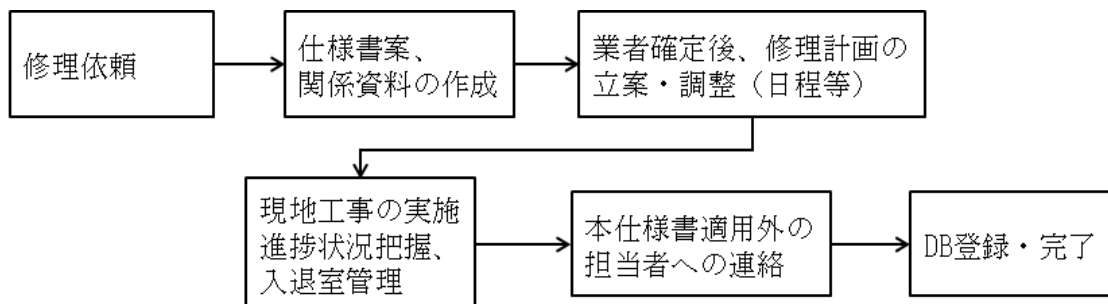 修理依頼
仕様書案、
関係資料の作成
業者確定後、修理計画の
立案・調整（日程等）
現地工事の実施
進捗状況把握、
入退室管理
本仕様書適用外の
担当者への連絡
DB登録・完了